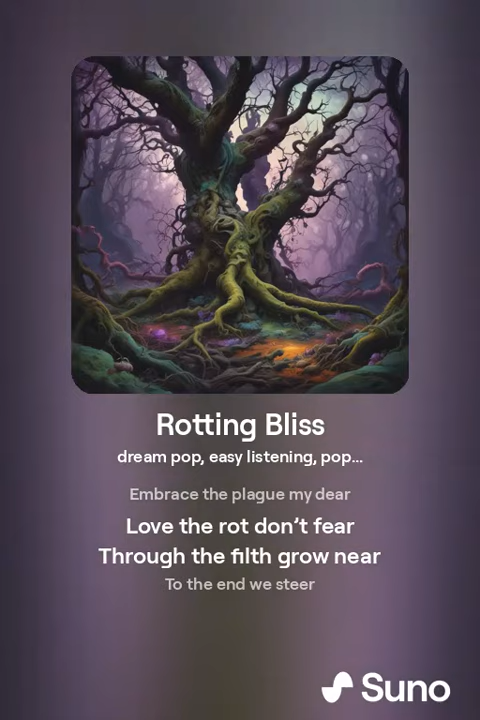 Rotting Bliss
dream pop, easy listening, pop...
Embrace the plague my dear
Love the rot don't fear
Through the filth grow near
To the end we steer
Suno